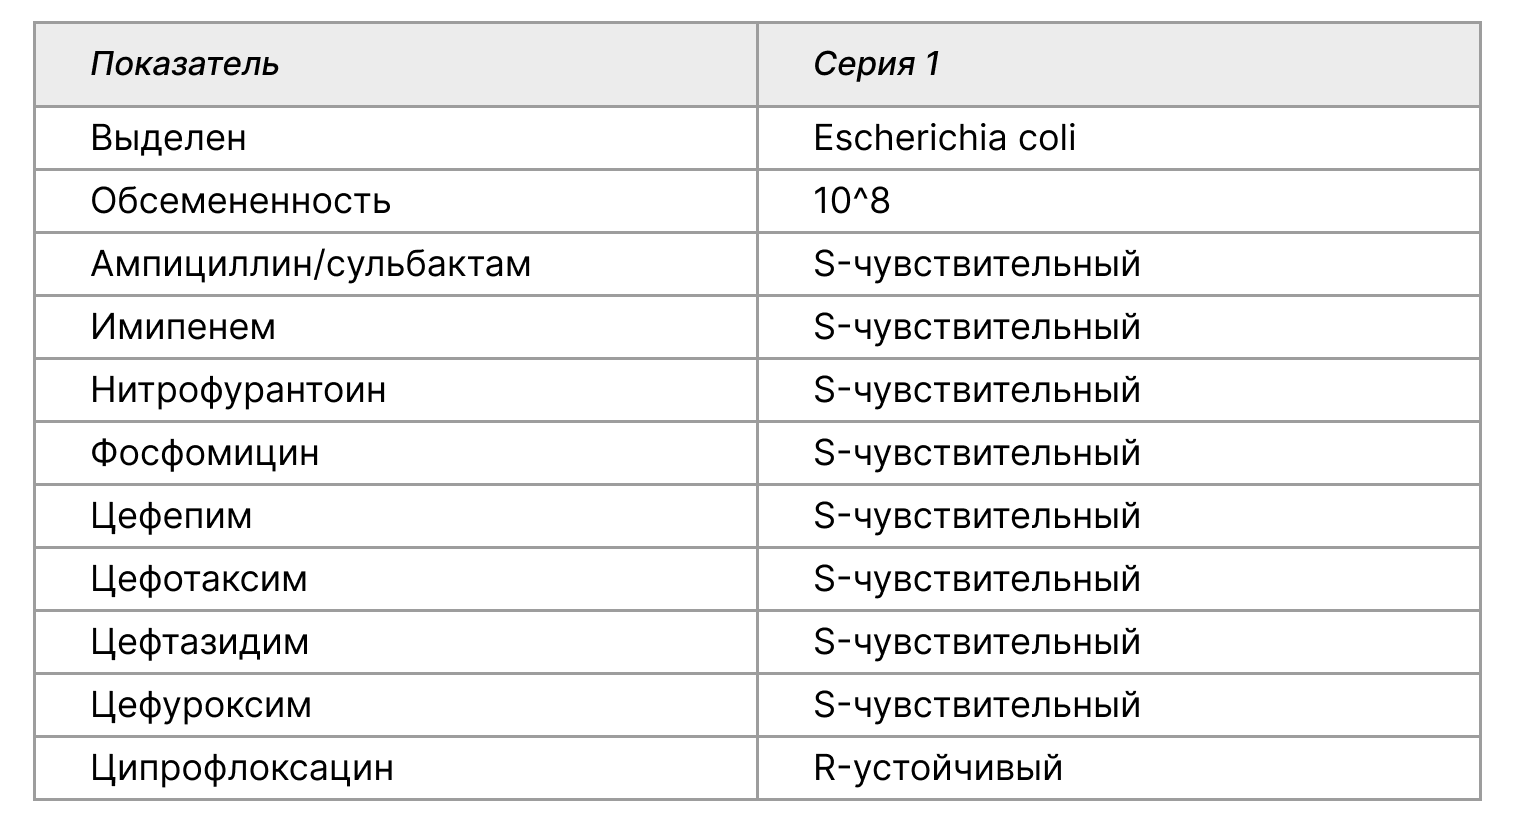 Показатель Серия 1
Выделен Escherichia coli
Обсемененность 10^8
Ампициллин/сульбактам S-чувствительный
Имипенем S-чувствительный
Нитрофурантоин S-чувствительный
Фосфомицин S-чувствительный
Цефепим S-чувствительный
Цефотаксим S-чувствительный
Цефтазидим S-чувствительный
Цефуроксим S-чувствительный
Ципрофлоксацин R-устойчивый